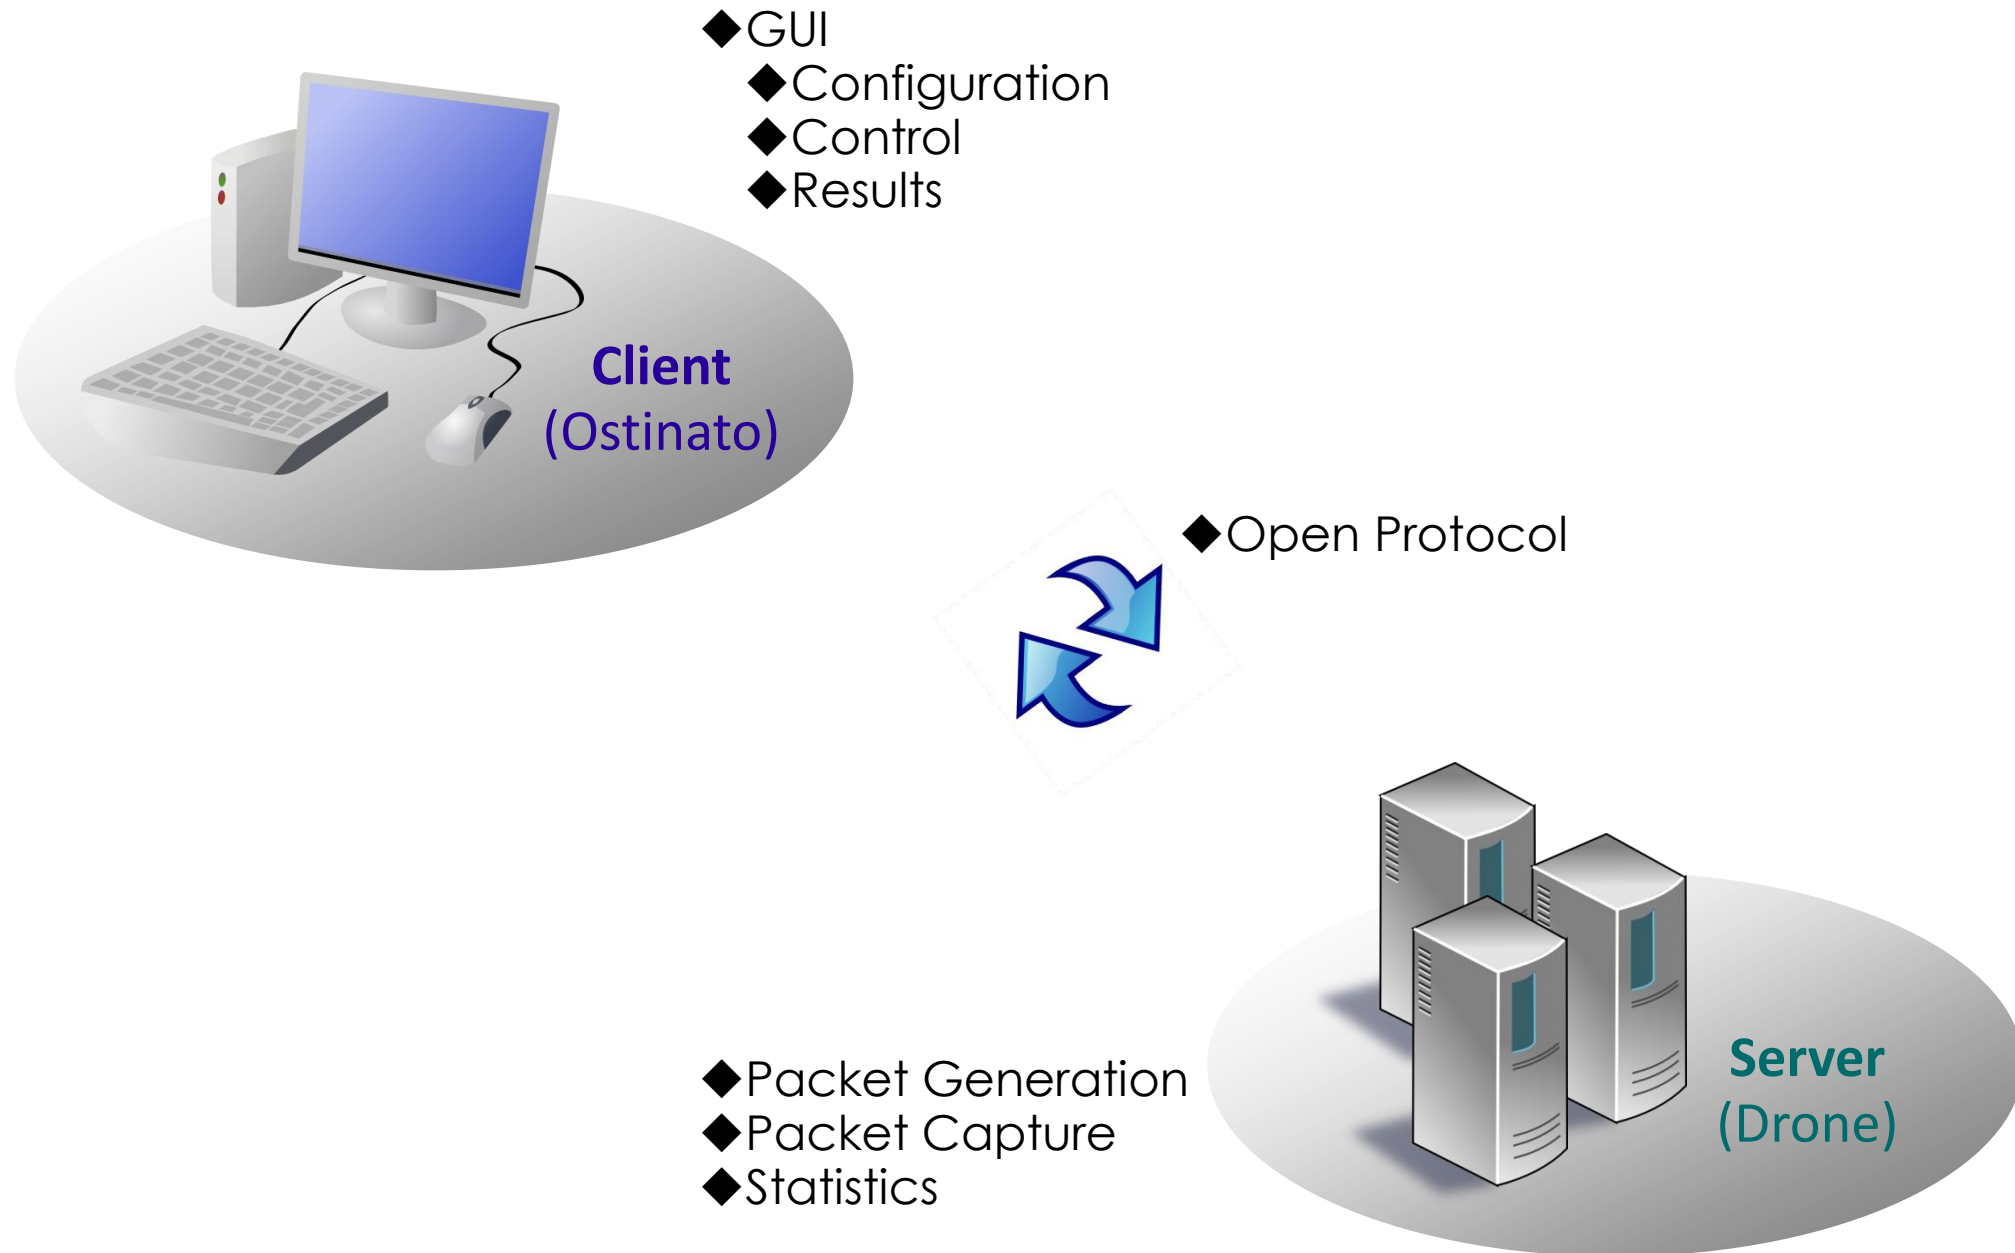 ◆GUI
◆Configuration
◆Control
◆Results
Client
(Ostinato)
◆Open Protocol
◆Packet Generation
◆Packet Capture
◆Statistics
Server
(Drone)